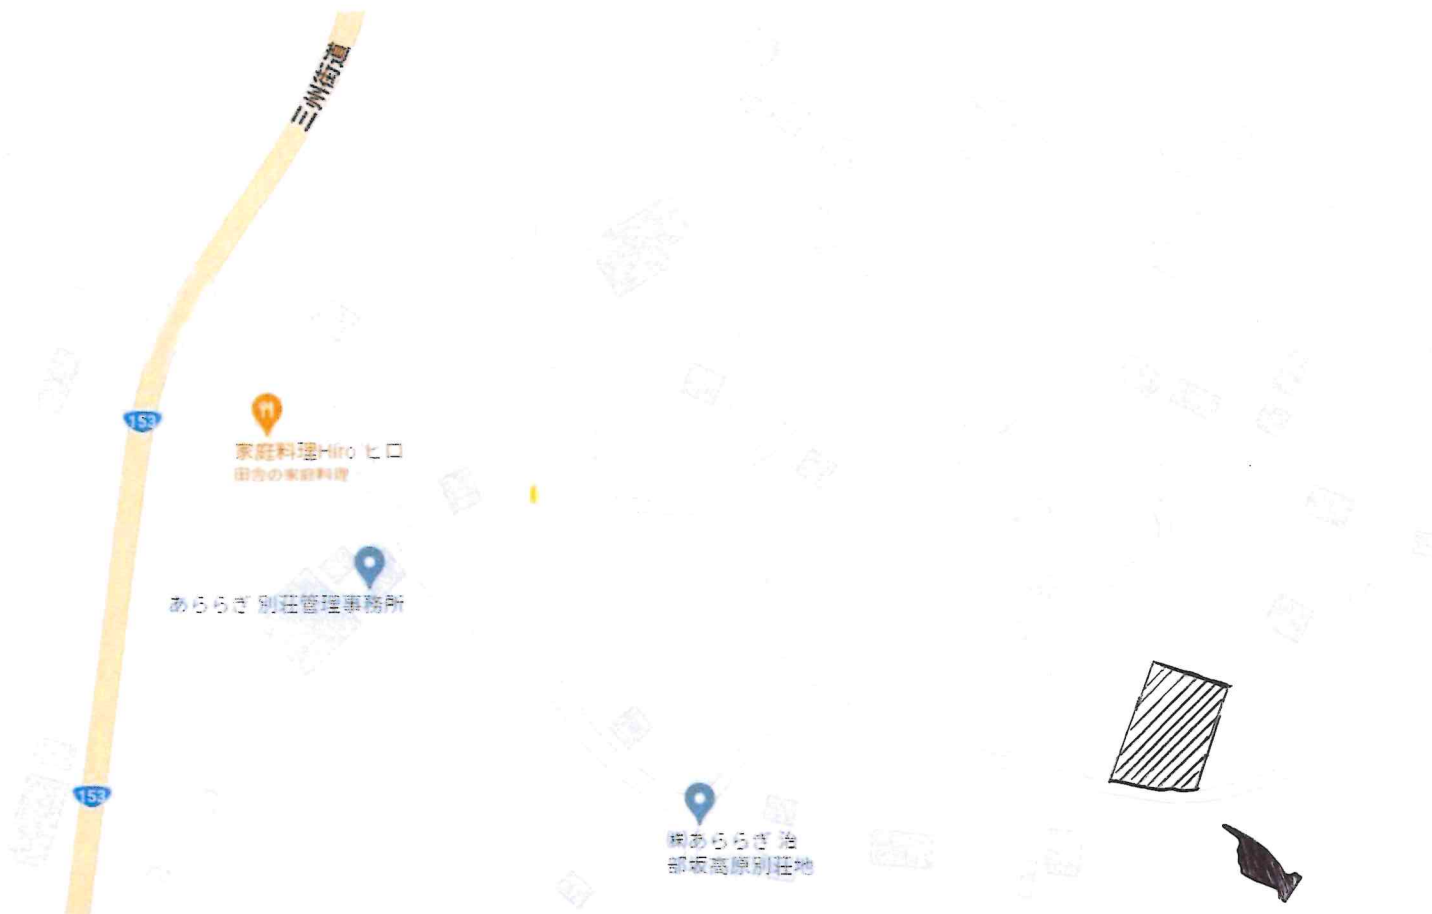 三州街道
153
家庭料理Hiro ヒロ
田舎の家庭料理
あららぎ 別荘管理事務所
153
㈱あららぎ 治
部坂高原別荘地